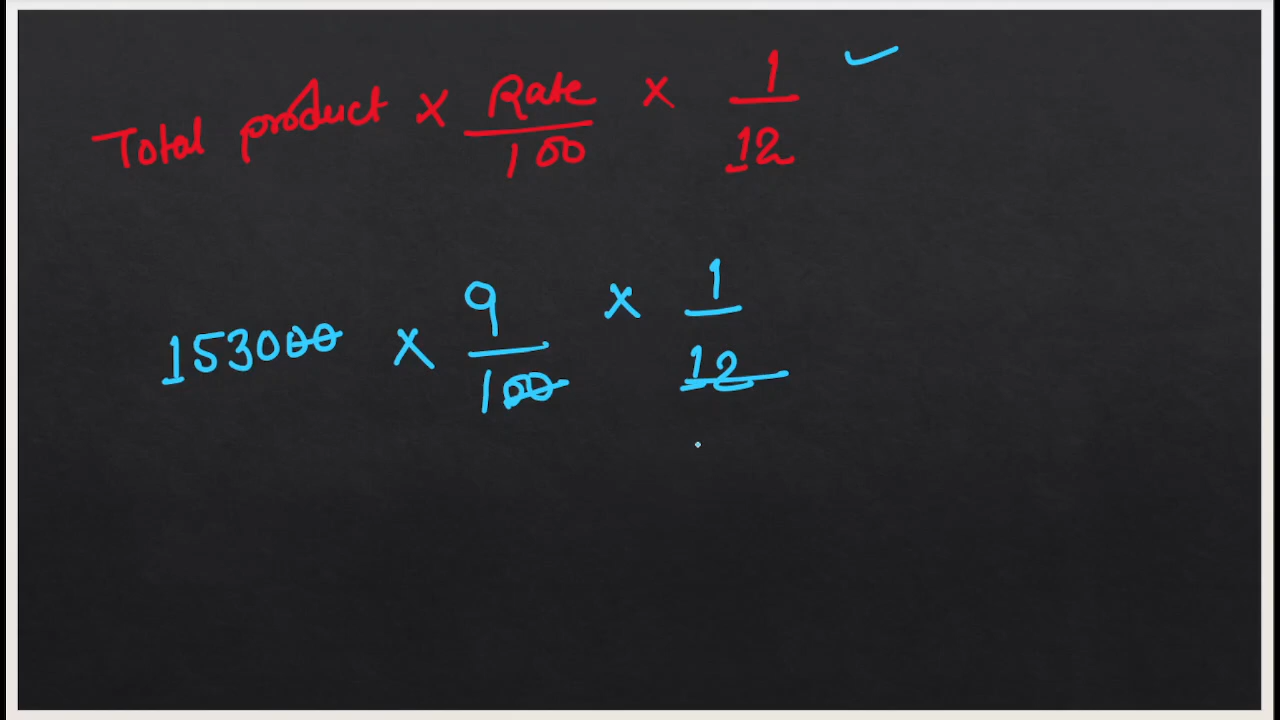 Total product × Rate/100 × 1/12 ✓
153000 × 9/100 × 1/12